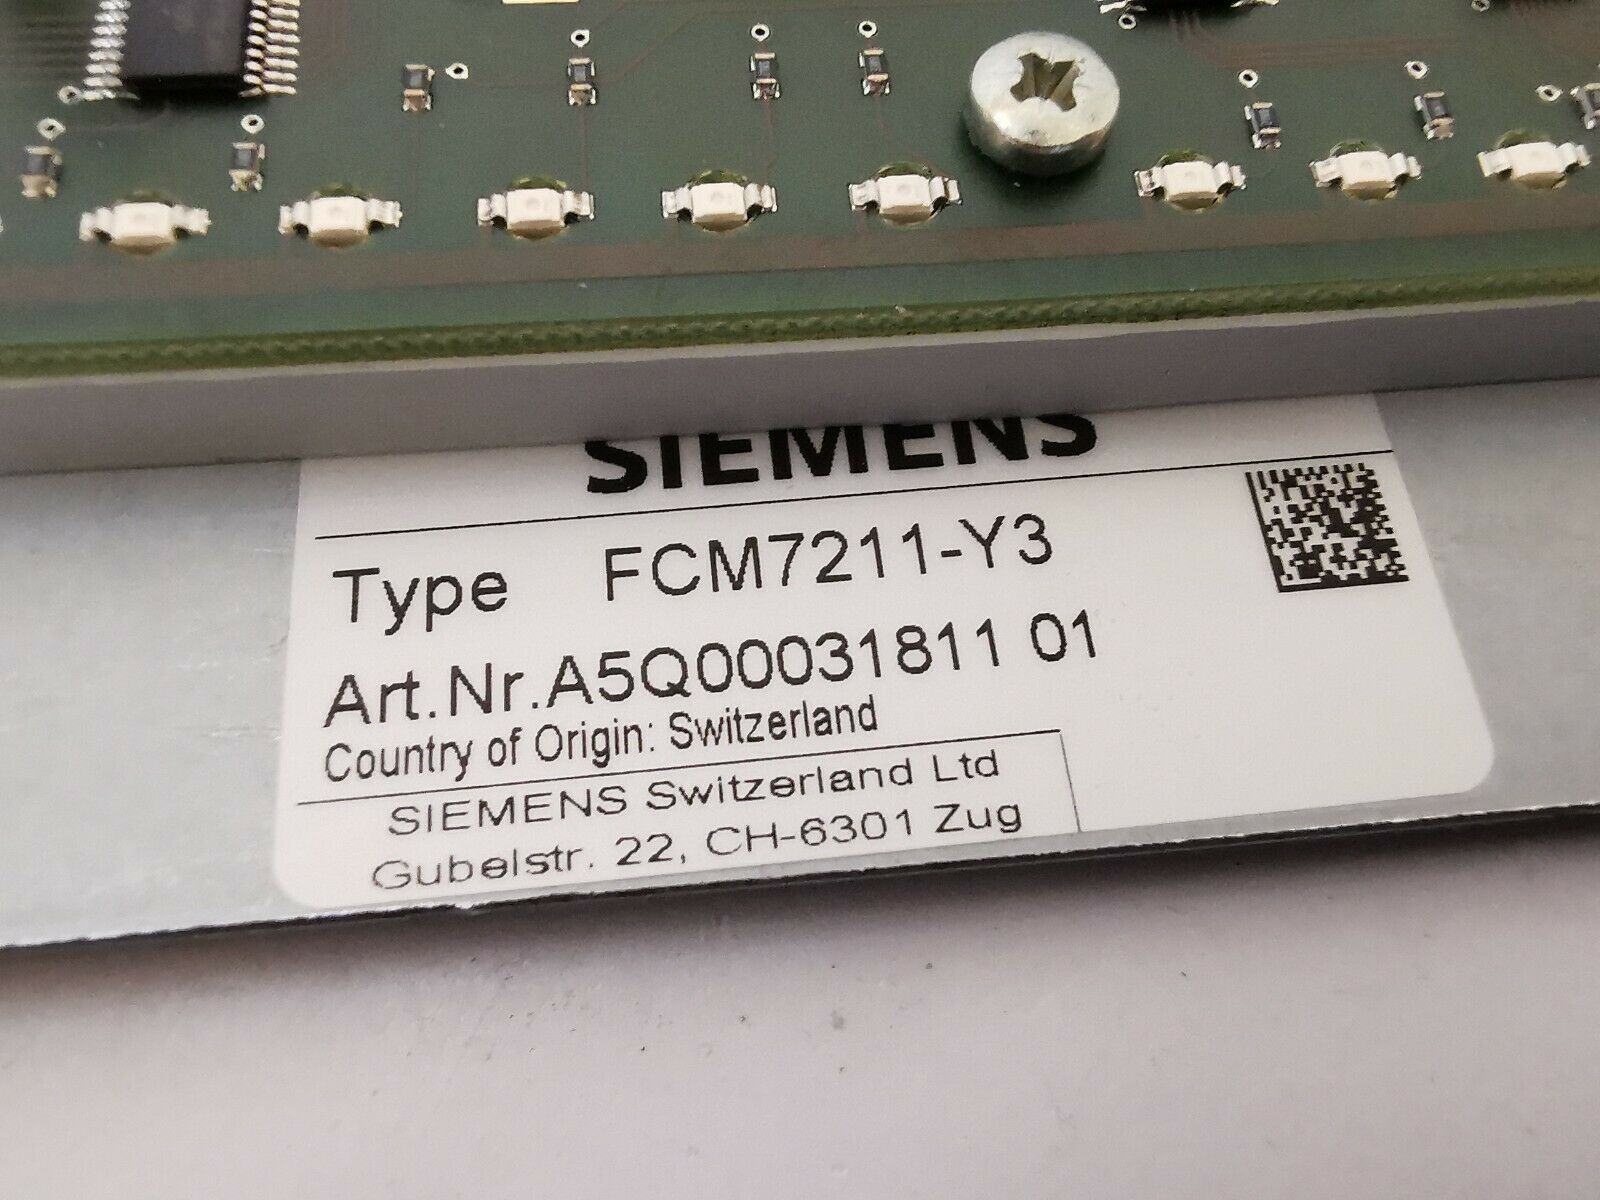 SIEMENS
Type FCM7211-Y3
Art.Nr.A5Q00031811 01
Country of Origin: Switzerland
SIEMENS Switzerland Ltd
Gubelstr. 22, CH-6301 Zug